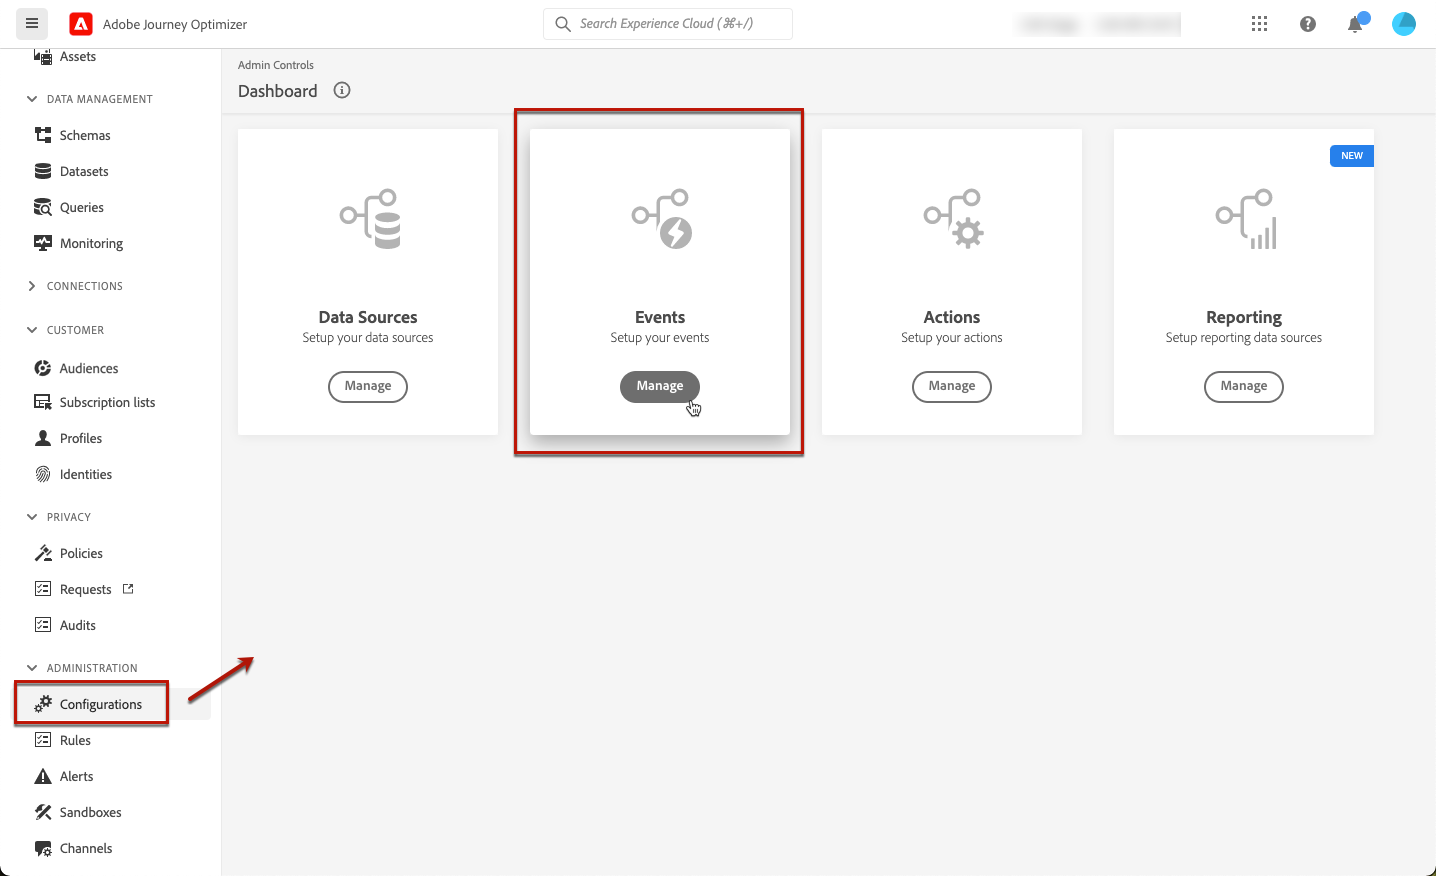 Adobe Journey Optimizer
Search Experience Cloud (⌘+/)
Assets
DATA MANAGEMENT
Schemas
Datasets
Queries
Monitoring
CONNECTIONS
CUSTOMER
Audiences
Subscription lists
Profiles
Identities
PRIVACY
Policies
Requests
Audits
ADMINISTRATION
Configurations
Rules
Alerts
Sandboxes
Channels
Admin Controls
Dashboard
Data Sources
Setup your data sources
Manage
Events
Setup your events
Manage
Actions
Setup your actions
Manage
NEW
Reporting
Setup reporting data sources
Manage